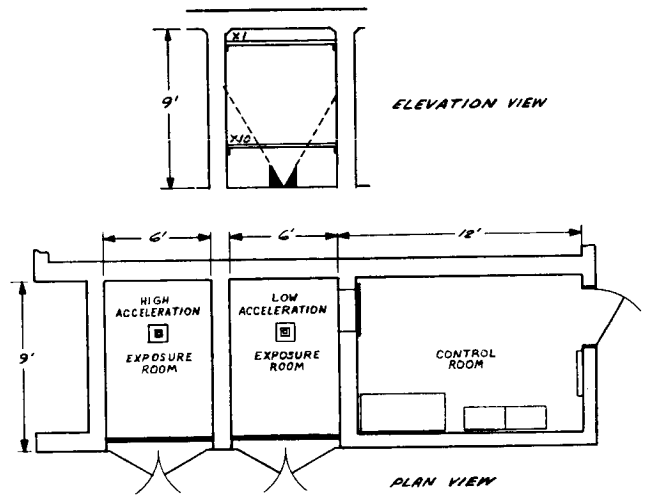 X1
9'
ELEVATION VIEW
X10
6'
6'
12'
HIGH
ACCELERATION
EXPOSURE
ROOM
LOW
ACCELERATION
EXPOSURE
ROOM
9'
CONTROL
ROOM
PLAN VIEW